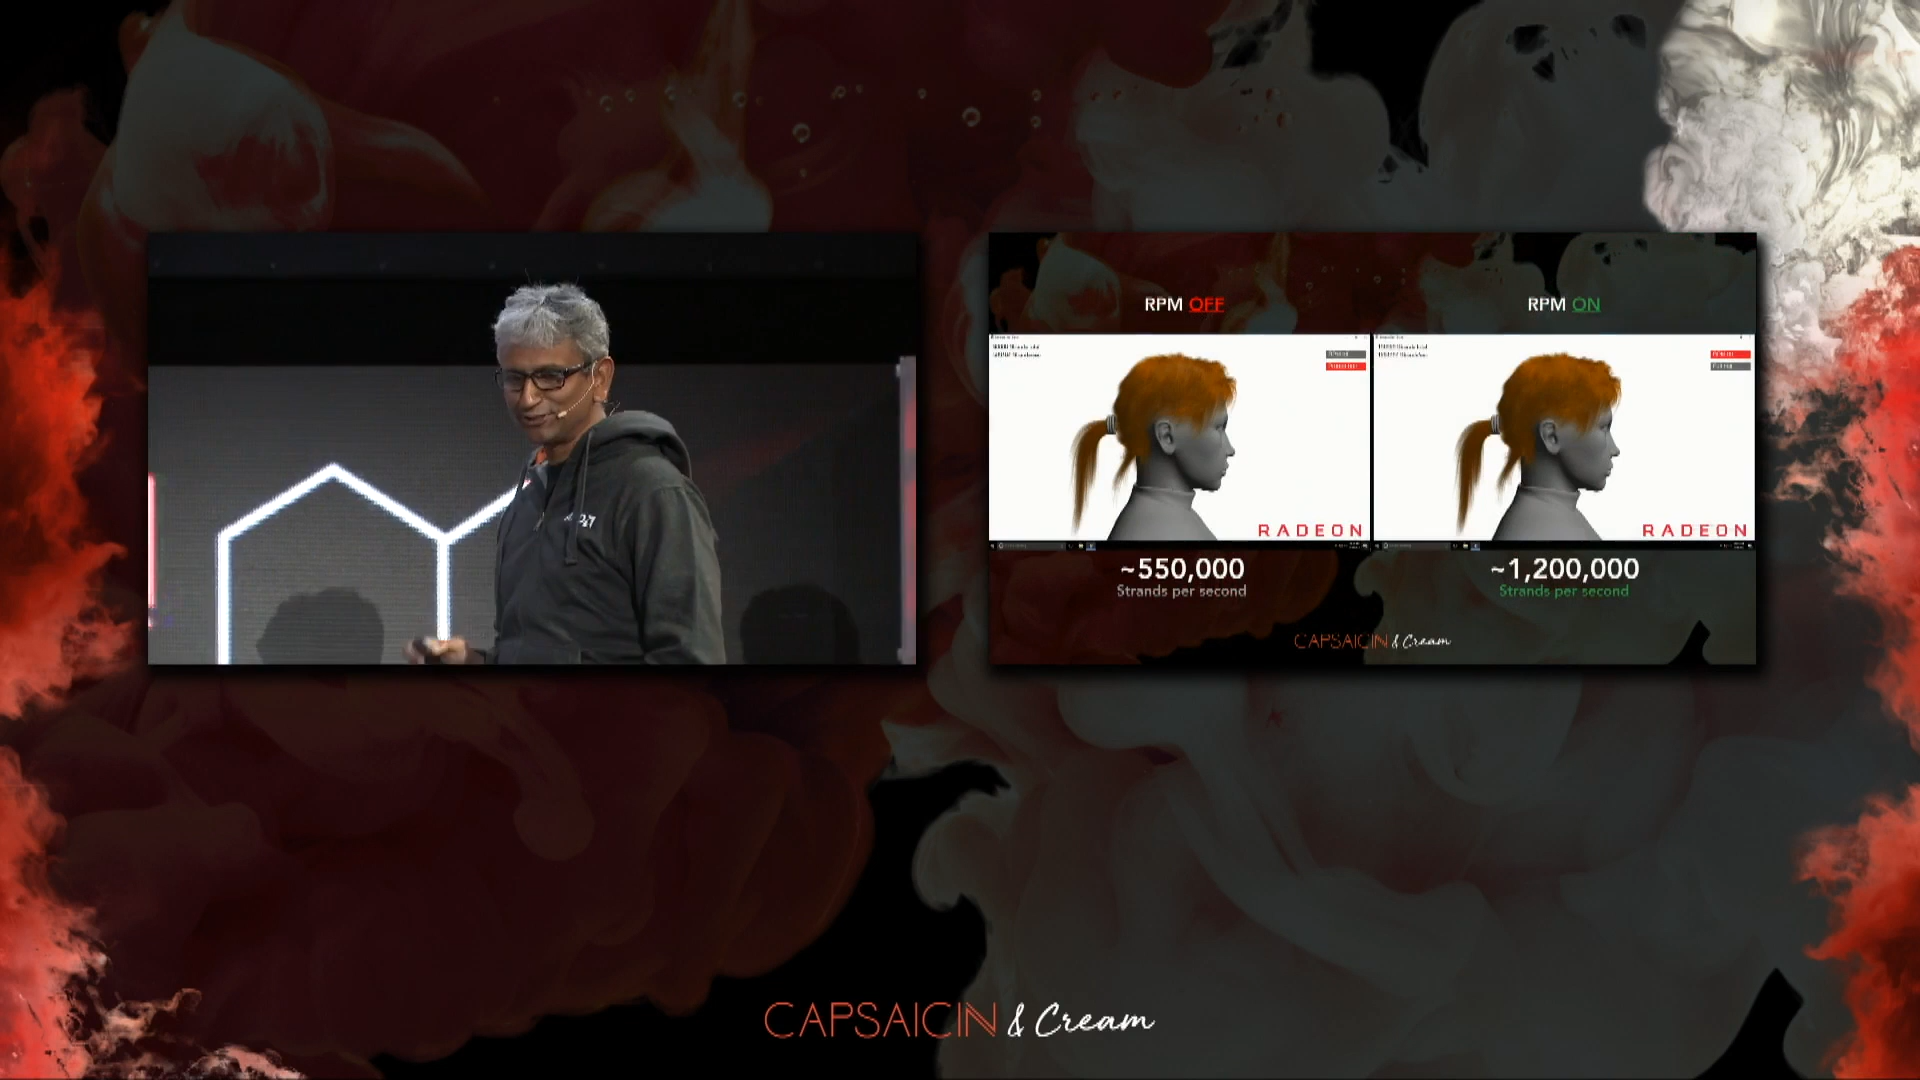 RPM OFF
RPM ON
RADEON
RADEON
~550,000
Strands per second
~1,200,000
Strands per second
CAPSAICIN & Cream
CAPSAICIN & Cream